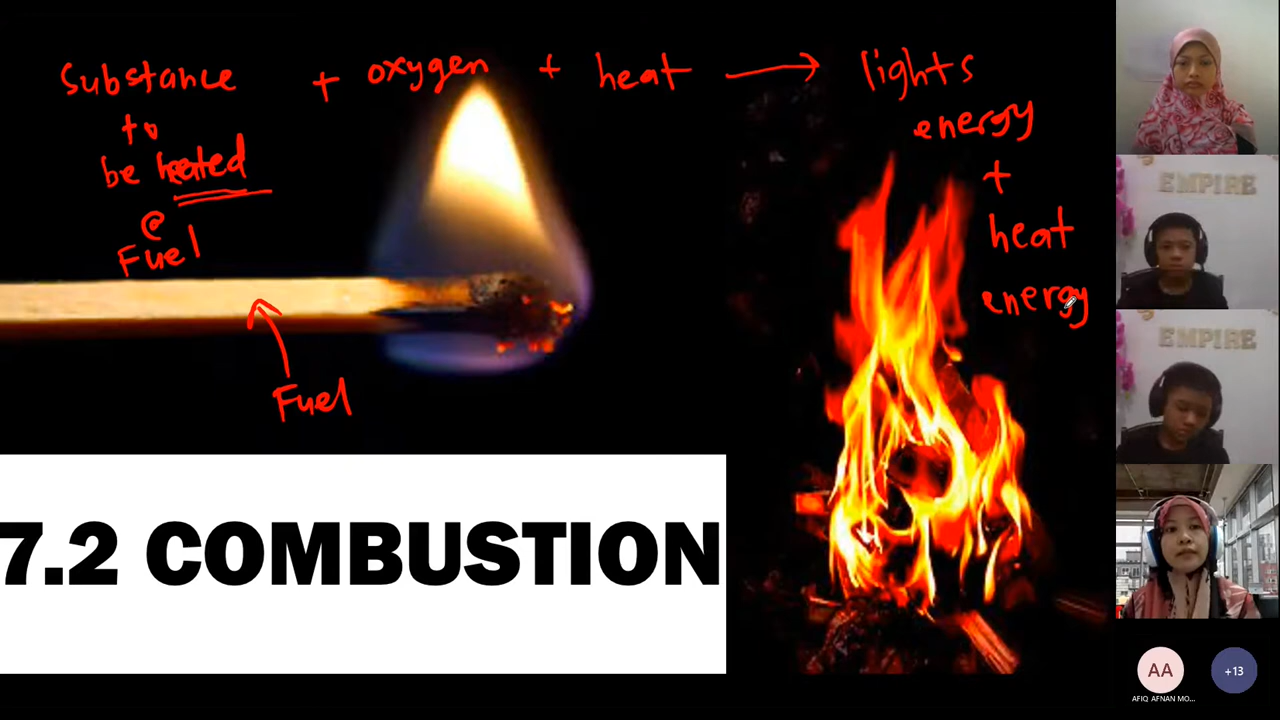 Substance + oxygen + heat → lights
to
be heated
@
Fuel
energy
+
heat
energy
Fuel
7.2 COMBUSTION
EMPIRE
EMPIRE
AA
+13
AFIQ AFNAN MO...